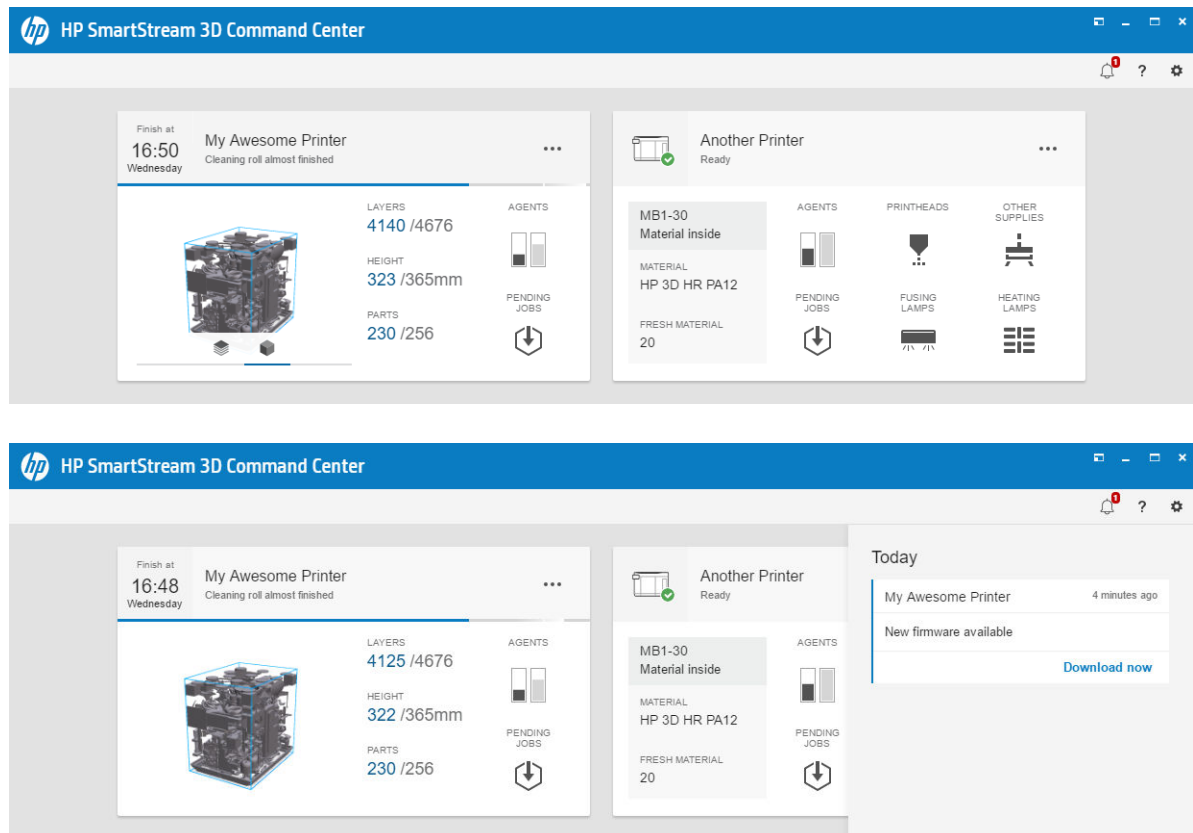 hp HP SmartStream 3D Command Center
1
?
Finish at
16:50
Wednesday
My Awesome Printer
Cleaning roll almost finished
LAYERS
4140 /4676
HEIGHT
323 /365mm
PARTS
230 /256
AGENTS
PENDING
JOBS
Another Printer
Ready
MB1-30
Material inside
MATERIAL
HP 3D HR PA12
FRESH MATERIAL
20
AGENTS
PRINTHEADS
OTHER
SUPPLIES
PENDING
JOBS
FUSING
LAMPS
HEATING
LAMPS
hp HP SmartStream 3D Command Center
1
?
Finish at
16:48
Wednesday
My Awesome Printer
Cleaning roll almost finished
LAYERS
4125 /4676
HEIGHT
322 /365mm
PARTS
230 /256
AGENTS
PENDING
JOBS
Another Printer
Ready
MB1-30
Material inside
MATERIAL
HP 3D HR PA12
FRESH MATERIAL
20
AGENTS
PENDING
JOBS
Today
My Awesome Printer 4 minutes ago
New firmware available
Download now